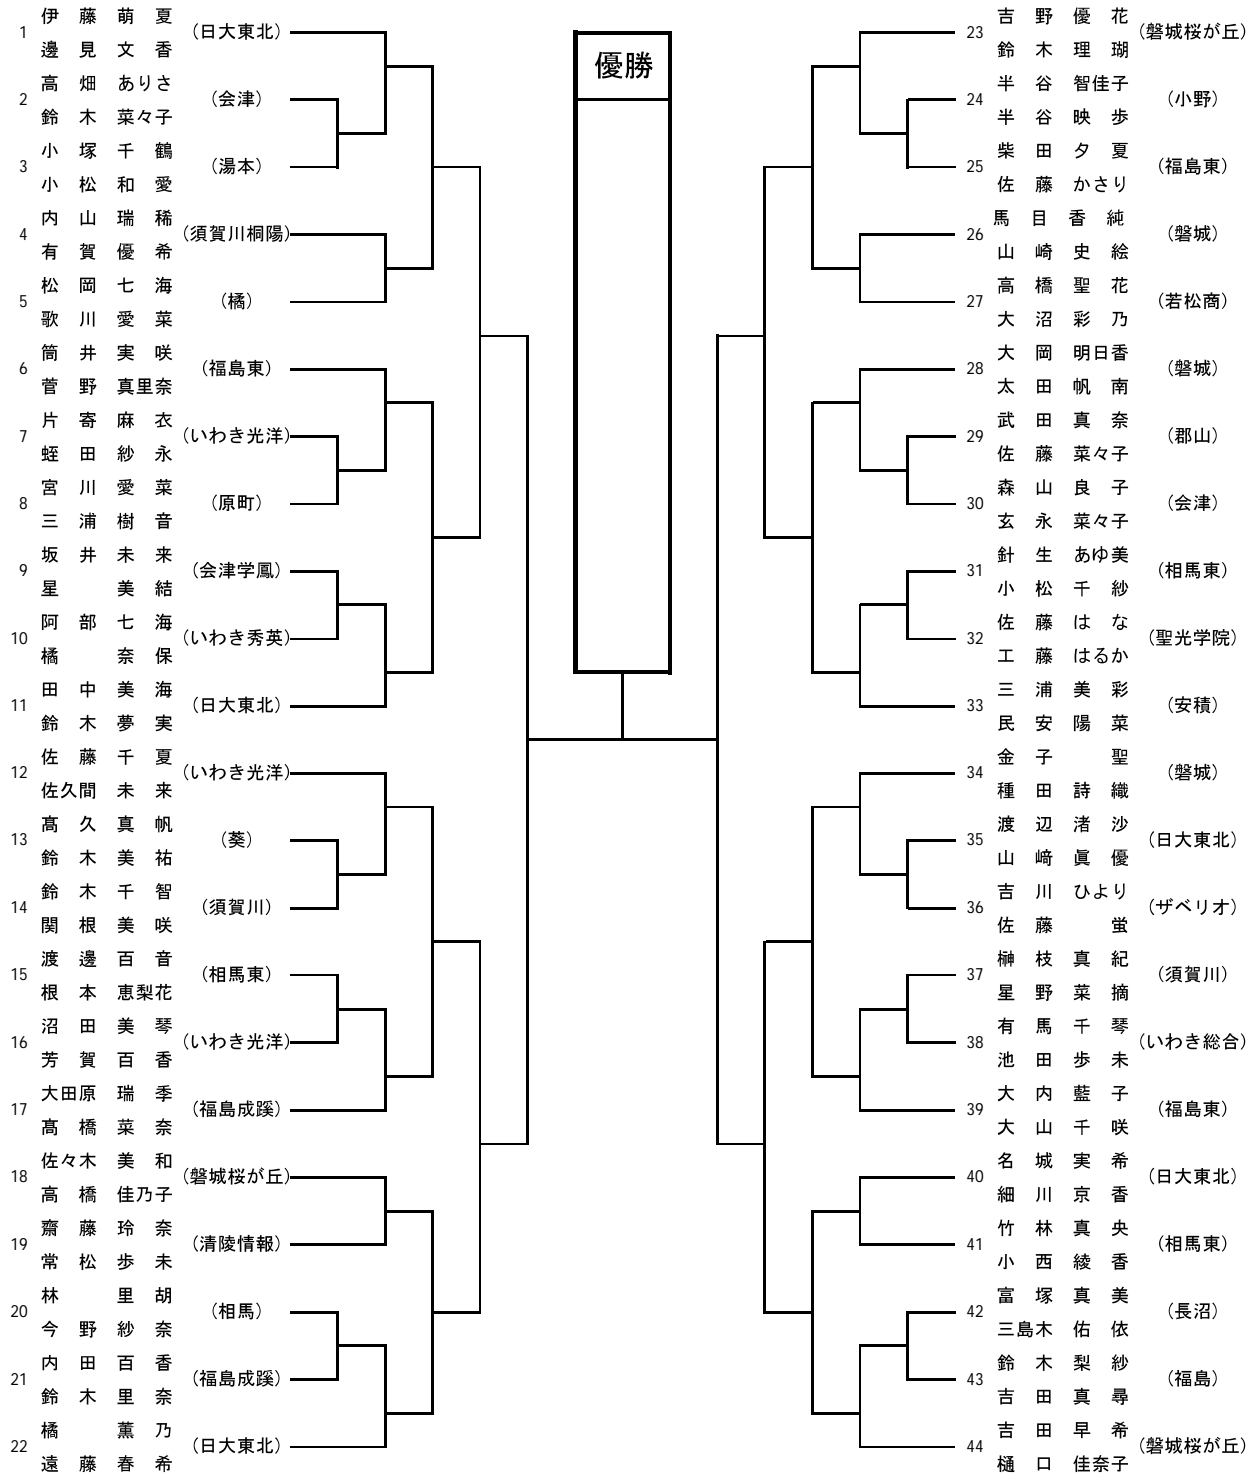 優勝
1 伊藤萌夏 (日大東北)
邊見文香
2 高畑ありさ (会津)
鈴木菜々子
3 小塚千鶴 (湯本)
小松和愛
4 内山瑞稀 (須賀川桐陽)
有賀優希
5 松岡七海 (橘)
歌川愛菜
6 筒井実咲 (福島東)
菅野真里奈
7 片寄麻衣 (いわき光洋)
蛭田紗永
8 宮川愛菜 (原町)
三浦樹音
9 坂井未来 (会津学鳳)
星美結
10 阿部七海 (いわき秀英)
橘奈保
11 田中美海 (日大東北)
鈴木夢実
12 佐藤千夏 (いわき光洋)
佐久間未来
13 髙久真帆 (葵)
鈴木美祐
14 鈴木千智 (須賀川)
関根美咲
15 渡邊百音 (相馬東)
根本恵梨花
16 沼田美琴 (いわき光洋)
芳賀百香
17 大田原瑞季 (福島成蹊)
髙橋菜奈
18 佐々木美和 (磐城桜が丘)
高橋佳乃子
19 齋藤玲奈 (清陵情報)
常松歩未
20 林里胡 (相馬)
今野紗奈
21 内田百香 (福島成蹊)
鈴木里奈
22 橘薫乃 (日大東北)
遠藤春希
23 吉野優花 (磐城桜が丘)
鈴木理瑚
24 半谷智佳子 (小野)
半谷映歩
25 柴田夕夏 (福島東)
佐藤かさり
26 馬目香純 (磐城)
山崎史絵
27 高橋聖花 (若松商)
大沼彩乃
28 大岡明日香 (磐城)
太田帆南
29 武田真奈 (郡山)
佐藤菜々子
30 森山良子 (会津)
玄永菜々子
31 針生あゆ美 (相馬東)
小松千紗
32 佐藤はな (聖光学院)
工藤はるか
33 三浦美彩 (安積)
民安陽菜
34 金子聖 (磐城)
種田詩織
35 渡辺渚沙 (日大東北)
山﨑眞優
36 吉川ひより (ザベリオ)
佐藤蛍
37 榊枝真紀 (須賀川)
星野菜摘
38 有馬千琴 (いわき総合)
池田歩未
39 大内藍子 (福島東)
大山千咲
40 名城実希 (日大東北)
細川京香
41 竹林真央 (相馬東)
小西綾香
42 富塚真美 (長沼)
三島木佑依
43 鈴木梨紗 (福島)
吉田真尋
44 吉田早希 (磐城桜が丘)
樋口佳奈子